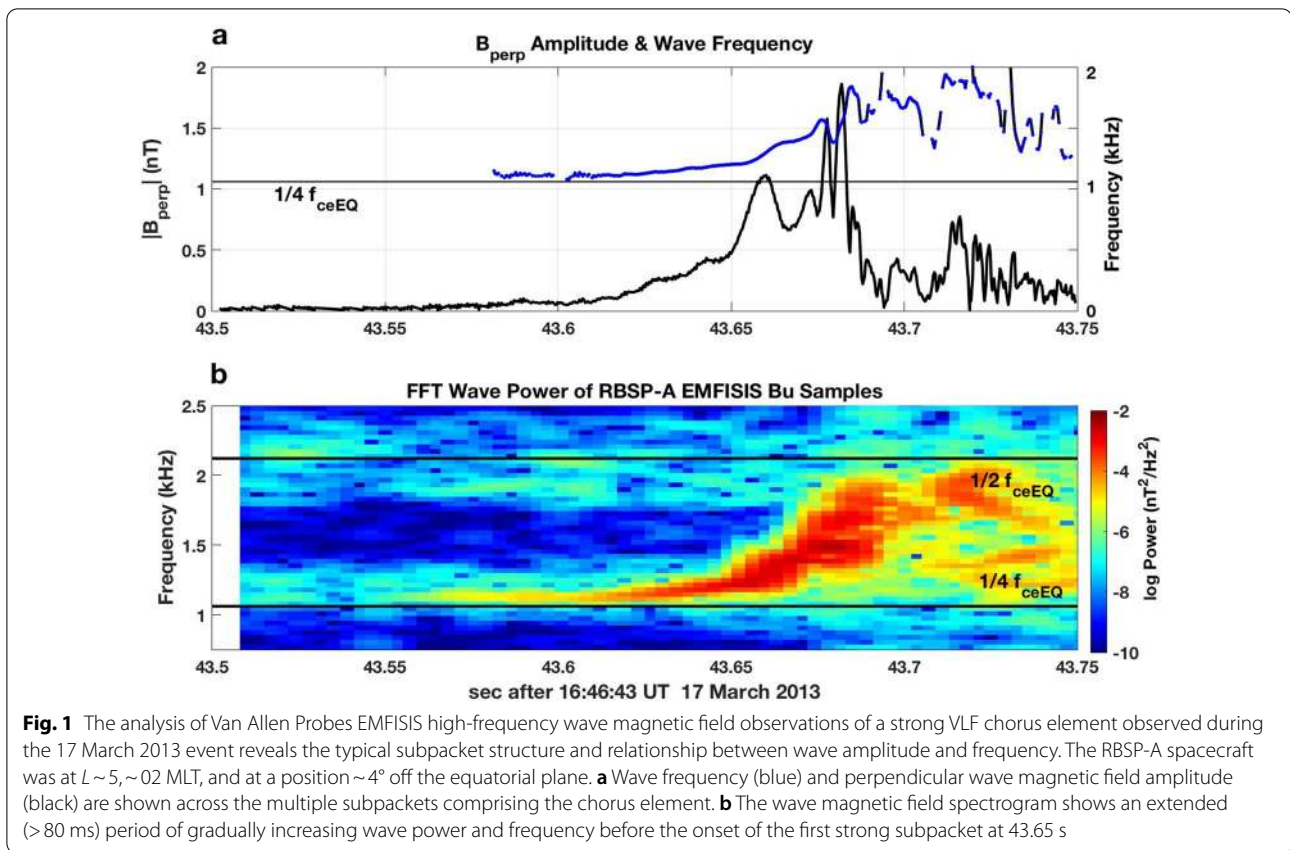 a
B_perp Amplitude & Wave Frequency
2
1.5
1
0.5
0
|B_perp| (nT)
2
1
0
Frequency (kHz)
1/4 f_ceEQ
43.5 43.55 43.6 43.65 43.7 43.75
b
FFT Wave Power of RBSP-A EMFISIS Bu Samples
2.5
2
1.5
1
Frequency (kHz)
1/2 f_ceEQ
1/4 f_ceEQ
-2
-4
-6
-8
-10
log Power (nT²/Hz²)
43.5 43.55 43.6 43.65 43.7 43.75
sec after 16:46:43 UT 17 March 2013
Fig. 1 The analysis of Van Allen Probes EMFISIS high-frequency wave magnetic field observations of a strong VLF chorus element observed during
the 17 March 2013 event reveals the typical subpacket structure and relationship between wave amplitude and frequency. The RBSP-A spacecraft
was at L ~ 5, ~ 02 MLT, and at a position ~ 4° off the equatorial plane. a Wave frequency (blue) and perpendicular wave magnetic field amplitude
(black) are shown across the multiple subpackets comprising the chorus element. b The wave magnetic field spectrogram shows an extended
(> 80 ms) period of gradually increasing wave power and frequency before the onset of the first strong subpacket at 43.65 s